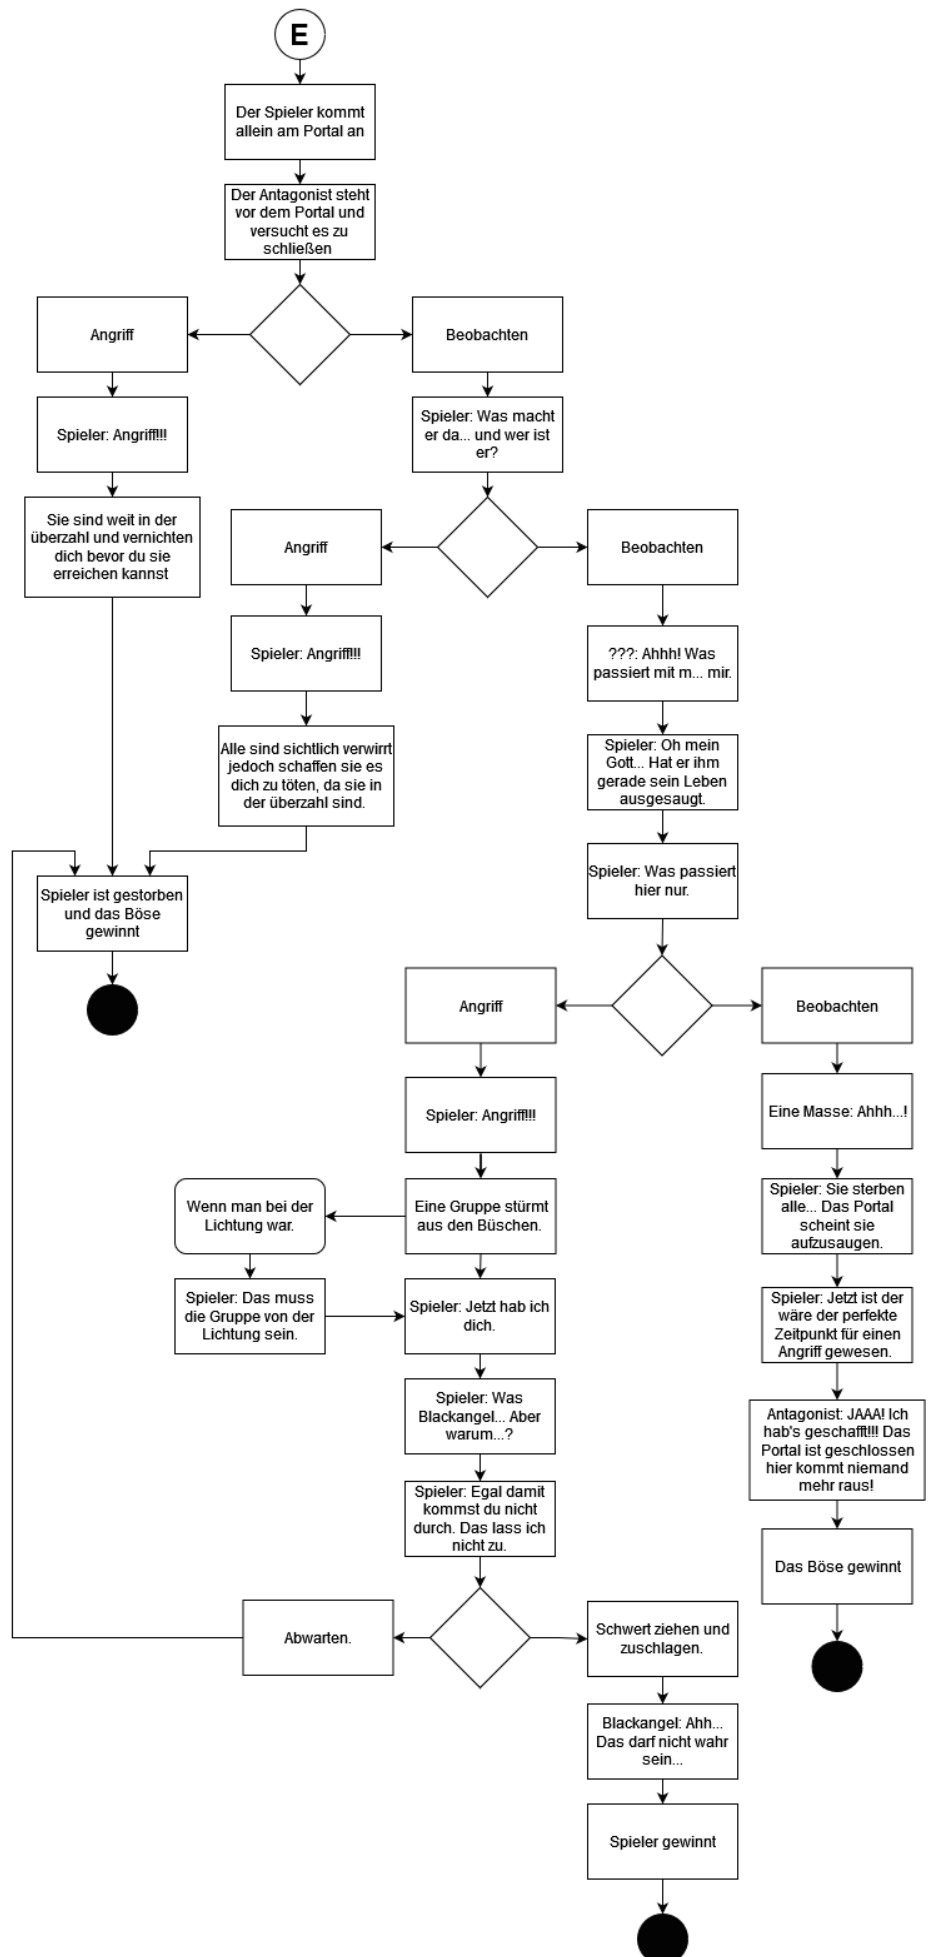 E
Der Spieler kommt
allein am Portal an
Der Antagonist steht
vor dem Portal und
versucht es zu
schließen
Angriff
Beobachten
Spieler: Angriff!!!
Spieler: Was macht
er da... und wer ist
er?
Sie sind weit in der
überzahl und vernichten
dich bevor du sie
erreichen kannst
Angriff
Beobachten
Spieler: Angriff!!!
???: Ahhh! Was
passiert mit m... mir.
Alle sind sichtlich verwirrt
jedoch schaffen sie es
dich zu töten, da sie in
der überzahl sind.
Spieler: Oh mein
Gott... Hat er ihm
gerade sein Leben
ausgesaugt.
Spieler: Was passiert
hier nur.
Spieler ist gestorben
und das Böse
gewinnt
Angriff
Beobachten
Spieler: Angriff!!!
Eine Masse: Ahhh...!
Wenn man bei der
Lichtung war.
Eine Gruppe stürmt
aus den Büschen.
Spieler: Sie sterben
alle... Das Portal
scheint sie
aufzusaugen.
Spieler: Das muss
die Gruppe von der
Lichtung sein.
Spieler: Jetzt hab ich
dich.
Spieler: Jetzt ist der
wäre der perfekte
Zeitpunkt für einen
Angriff gewesen.
Spieler: Was
Blackangel... Aber
warum...?
Antagonist: JAAA! Ich
hab's geschafft!!! Das
Portal ist geschlossen
hier kommt niemand
mehr raus!
Spieler: Egal damit
kommst du nicht
durch. Das lass ich
nicht zu.
Das Böse gewinnt
Abwarten.
Schwert ziehen und
zuschlagen.
Blackangel: Ahh...
Das darf nicht wahr
sein...
Spieler gewinnt